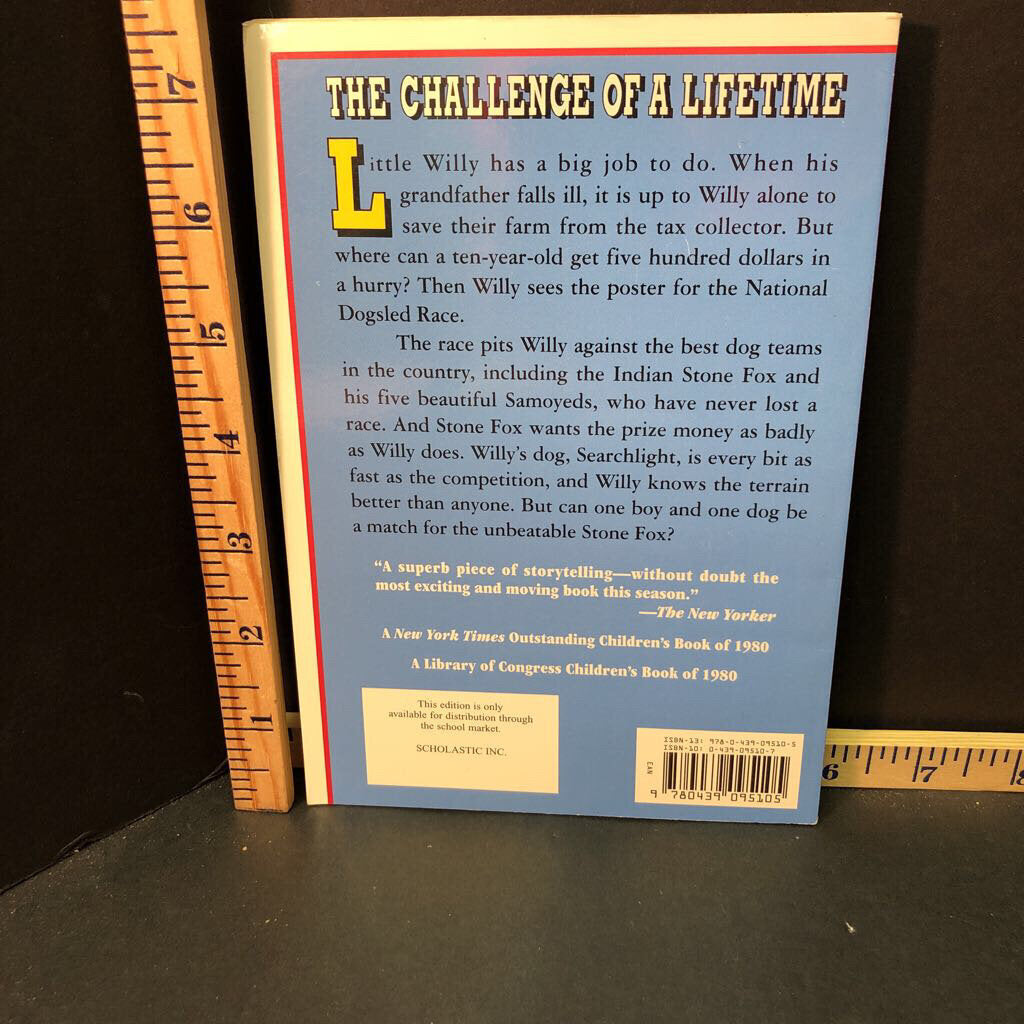 THE CHALLENGE OF A LIFETIME
Little Willy has a big job to do. When his
grandfather falls ill, it is up to Willy alone to
save their farm from the tax collector. But
where can a ten-year-old get five hundred dollars in
a hurry? Then Willy sees the poster for the National
Dogsled Race.
The race pits Willy against the best dog teams
in the country, including the Indian Stone Fox and
his five beautiful Samoyeds, who have never lost a
race. And Stone Fox wants the prize money as badly
as Willy does. Willy's dog, Searchlight, is every bit as
fast as the competition, and Willy knows the terrain
better than anyone. But can one boy and one dog be
a match for the unbeatable Stone Fox?
"A superb piece of storytelling—without doubt the
most exciting and moving book this season."
—The New Yorker
A New York Times Outstanding Children's Book of 1980
A Library of Congress Children's Book of 1980
This edition is only
available for distribution through
the school market.
SCHOLASTIC INC.
ISBN-13: 978-0-439-09510-5
ISBN-10: 0-439-09510-7
EAN
9 780439 095105
7
6
5
4
3
2
1
6 7 8